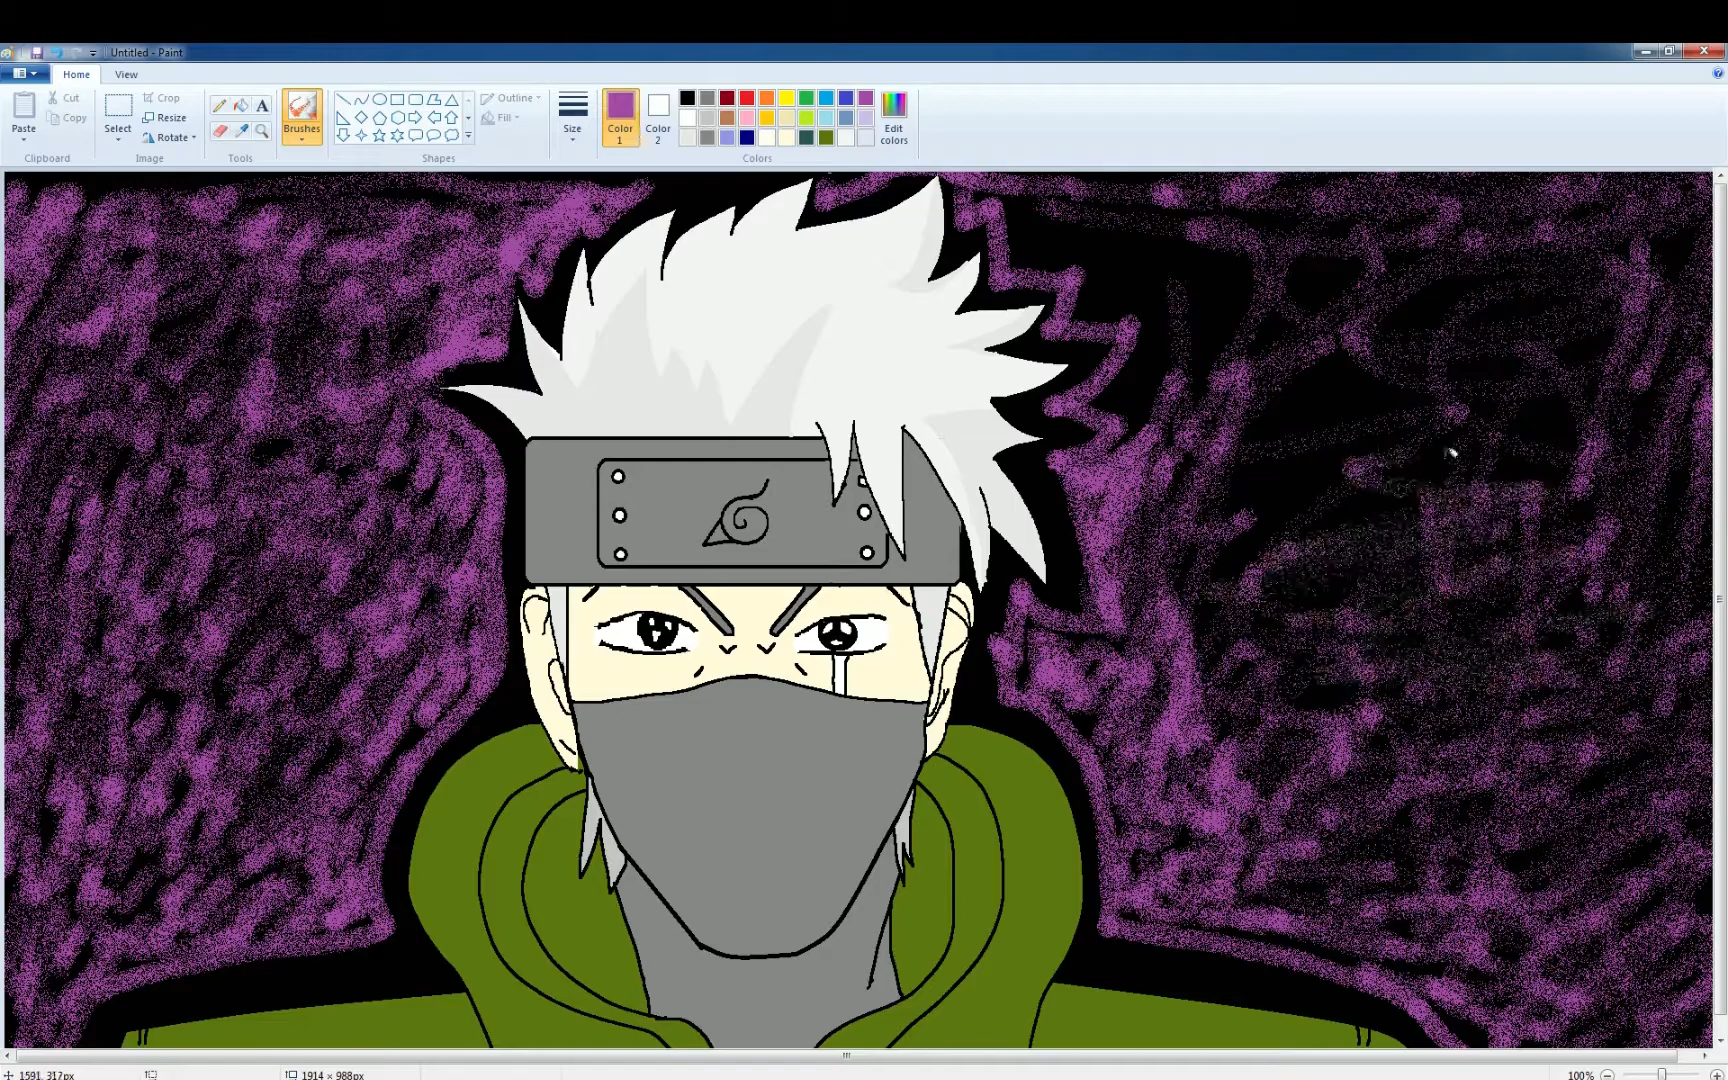 Untitled - Paint
Home View
Paste
Cut
Copy
Clipboard
Select
Crop
Resize
Rotate
Image
A
Tools
Brushes
Shapes
Outline
Fill
Size
Color 1
Color 2
Edit colors
Colors
1591, 317px
1914 × 988px
100%